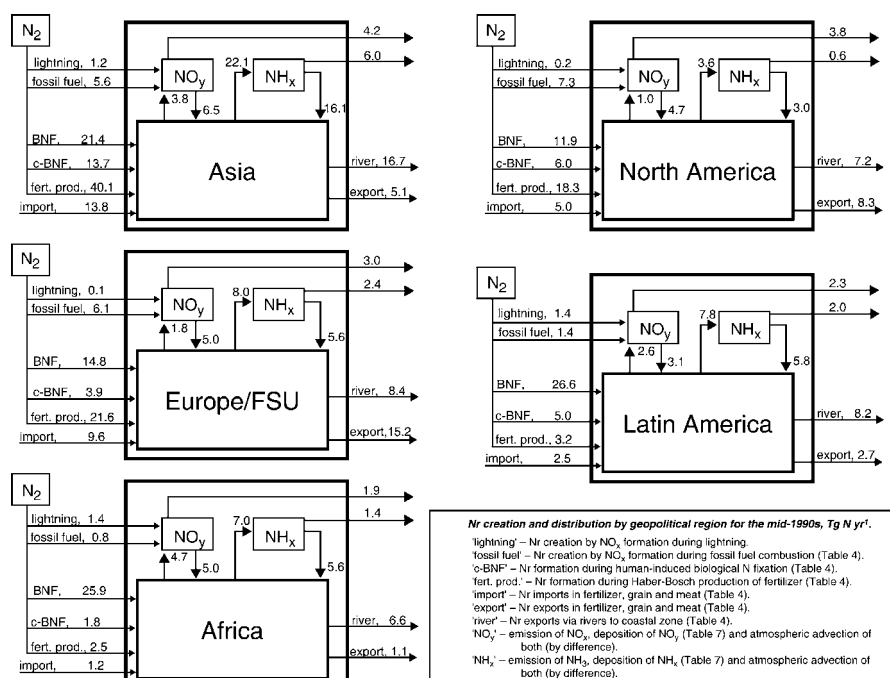 N2
lightning, 1.2
fossil fuel, 5.6
BNF, 21.4
c-BNF, 13.7
fert. prod., 40.1
import, 13.8
NOy
NHx
4.2
6.0
22.1
3.8
6.5
16.1
Asia
river, 16.7
export, 5.1
N2
lightning, 0.2
fossil fuel, 7.3
BNF, 11.9
c-BNF, 6.0
fert. prod., 18.3
import, 5.0
NOy
NHx
3.8
0.6
3.6
1.0
4.7
3.0
North America
river, 7.2
export, 8.3
N2
lightning, 0.1
fossil fuel, 6.1
BNF, 14.8
c-BNF, 3.9
fert. prod., 21.6
import, 9.6
NOy
NHx
3.0
2.4
8.0
1.8
5.0
5.6
Europe/FSU
river, 8.4
export,15.2
N2
lightning, 1.4
fossil fuel, 1.4
BNF, 26.6
c-BNF, 5.0
fert. prod., 3.2
import, 2.5
NOy
NHx
2.3
2.0
7.8
2.6
3.1
5.8
Latin America
river, 8.2
export, 2.7
N2
lightning, 1.4
fossil fuel, 0.8
BNF, 25.9
c-BNF, 1.8
fert. prod., 2.5
import, 1.2
NOy
NHx
1.9
1.4
7.0
4.7
5.0
5.6
Africa
river, 6.6
export, 1.1
Nr creation and distribution by geopolitical region for the mid-1990s, Tg N yr¹.
'lightning' – Nr creation by NOx formation during lightning.
'fossil fuel' – Nr creation by NOx formation during fossil fuel combustion (Table 4).
'c-BNF' – Nr formation during human-induced biological N fixation (Table 4).
'fert. prod.' – Nr formation during Haber-Bosch production of fertilizer (Table 4).
'import' – Nr imports in fertilizer, grain and meat (Table 4).
'export' – Nr exports in fertilizer, grain and meat (Table 4).
'river' – Nr exports via rivers to coastal zone (Table 4).
'NOy' – emission of NOx, deposition of NOy (Table 7) and atmospheric advection of
both (by difference).
'NHx' – emission of NH3, deposition of NHx (Table 7) and atmospheric advection of
both (by difference).